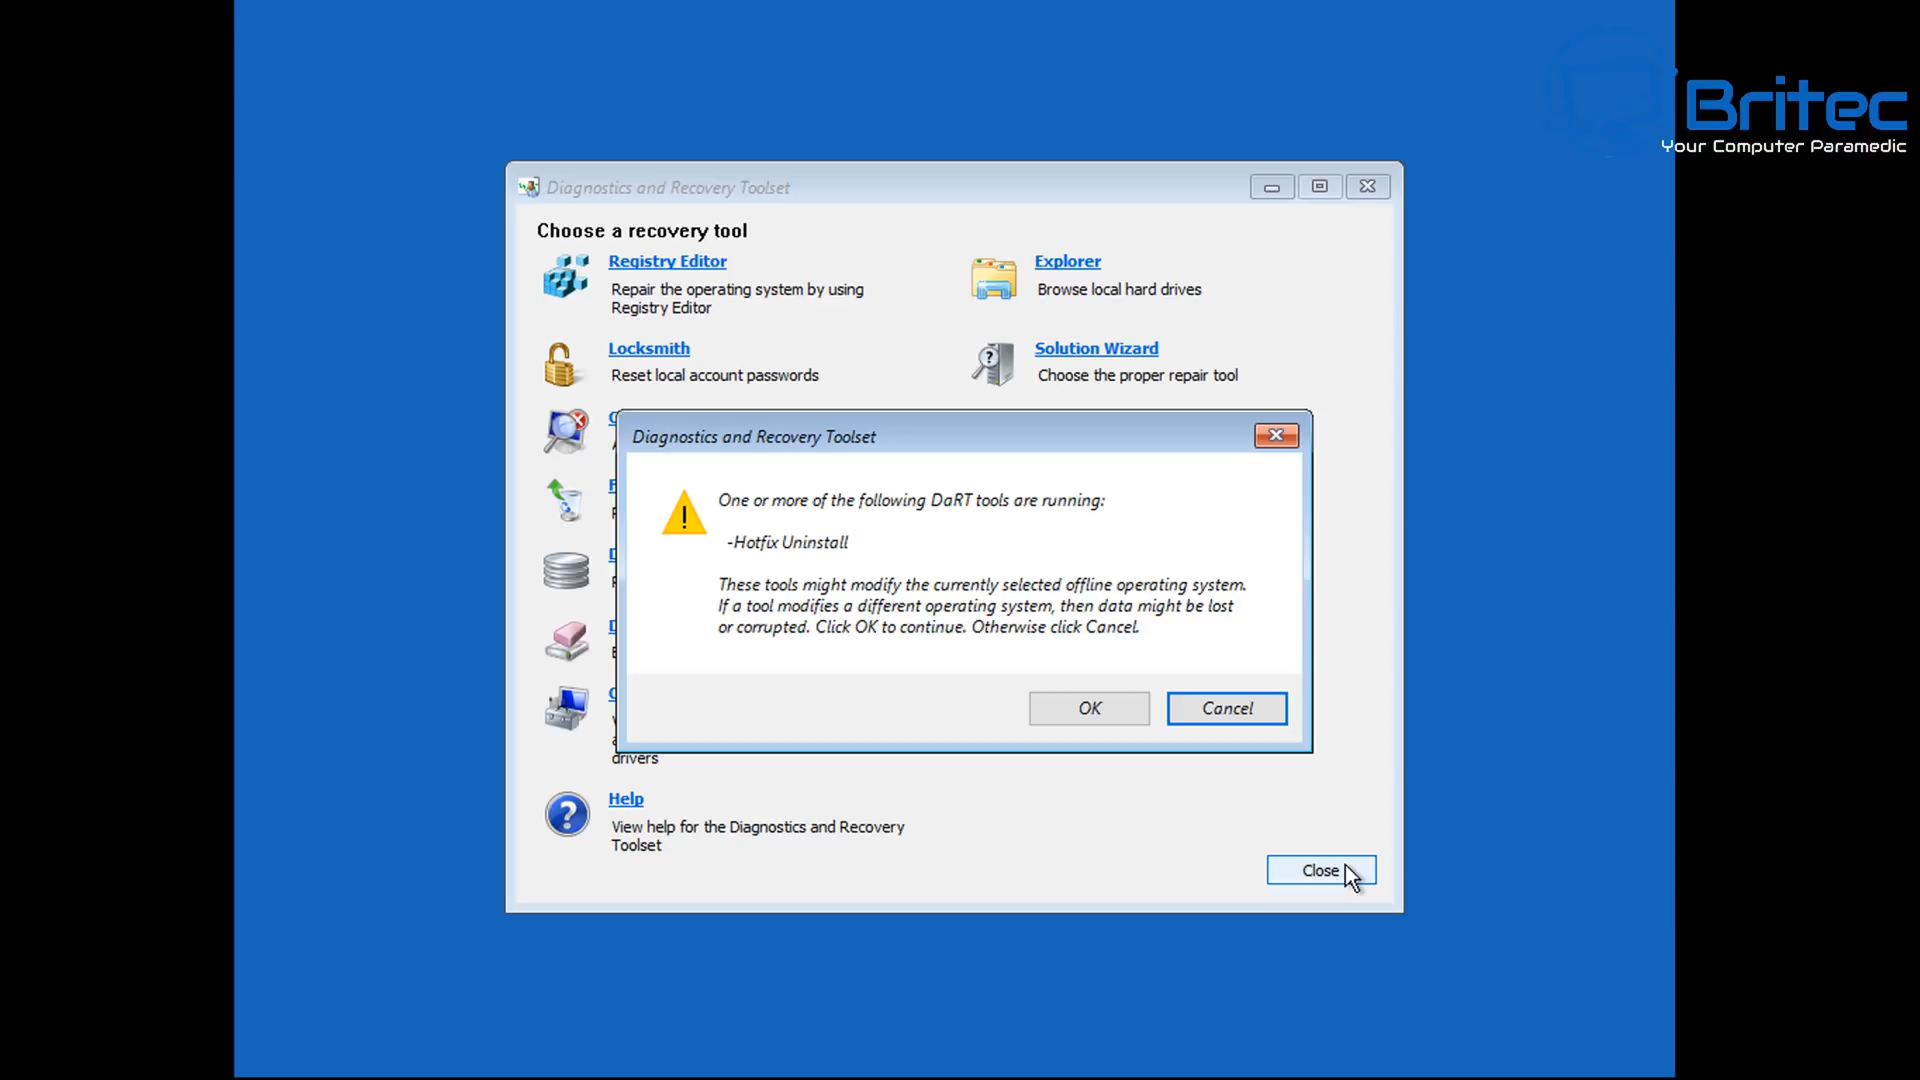 Britec
Your Computer Paramedic
Diagnostics and Recovery Toolset
Choose a recovery tool
Registry Editor
Repair the operating system by using
Registry Editor
Explorer
Browse local hard drives
Locksmith
Reset local account passwords
Solution Wizard
Choose the proper repair tool
Diagnostics and Recovery Toolset
One or more of the following DaRT tools are running:
-Hotfix Uninstall
These tools might modify the currently selected offline operating system.
If a tool modifies a different operating system, then data might be lost
or corrupted. Click OK to continue. Otherwise click Cancel.
OK
Cancel
drivers
Help
View help for the Diagnostics and Recovery
Toolset
Close